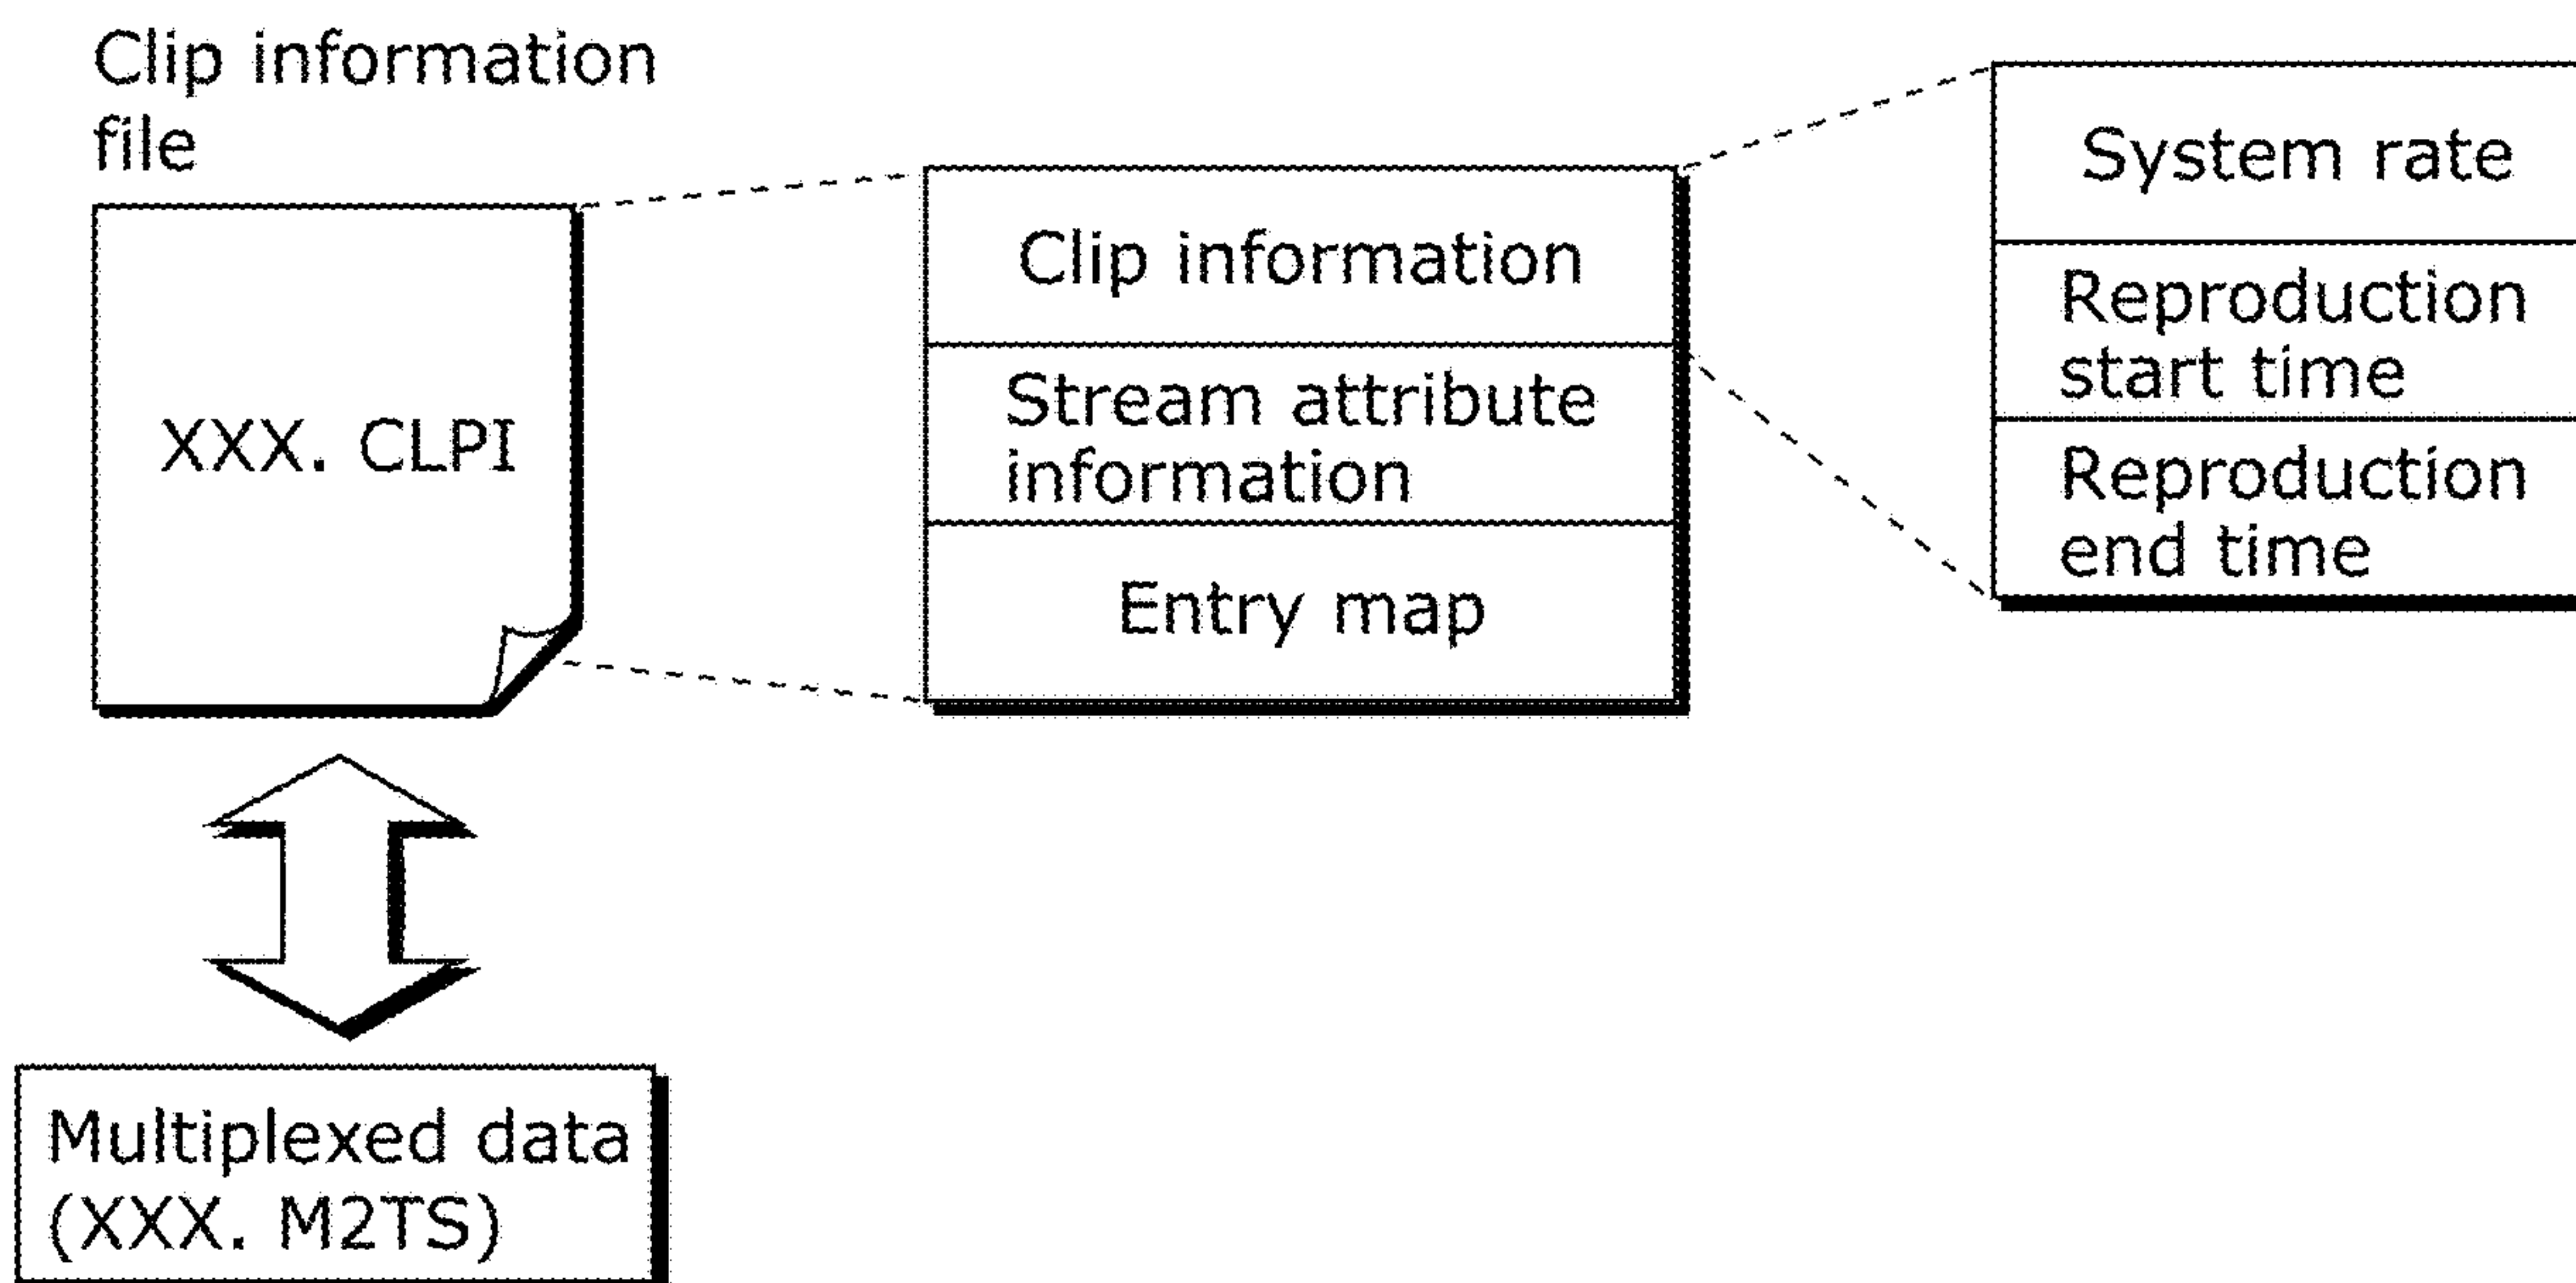 Clip information
file
XXX. CLPI
Clip information
Stream attribute
information
Entry map
System rate
Reproduction
start time
Reproduction
end time
Multiplexed data
(XXX. M2TS)